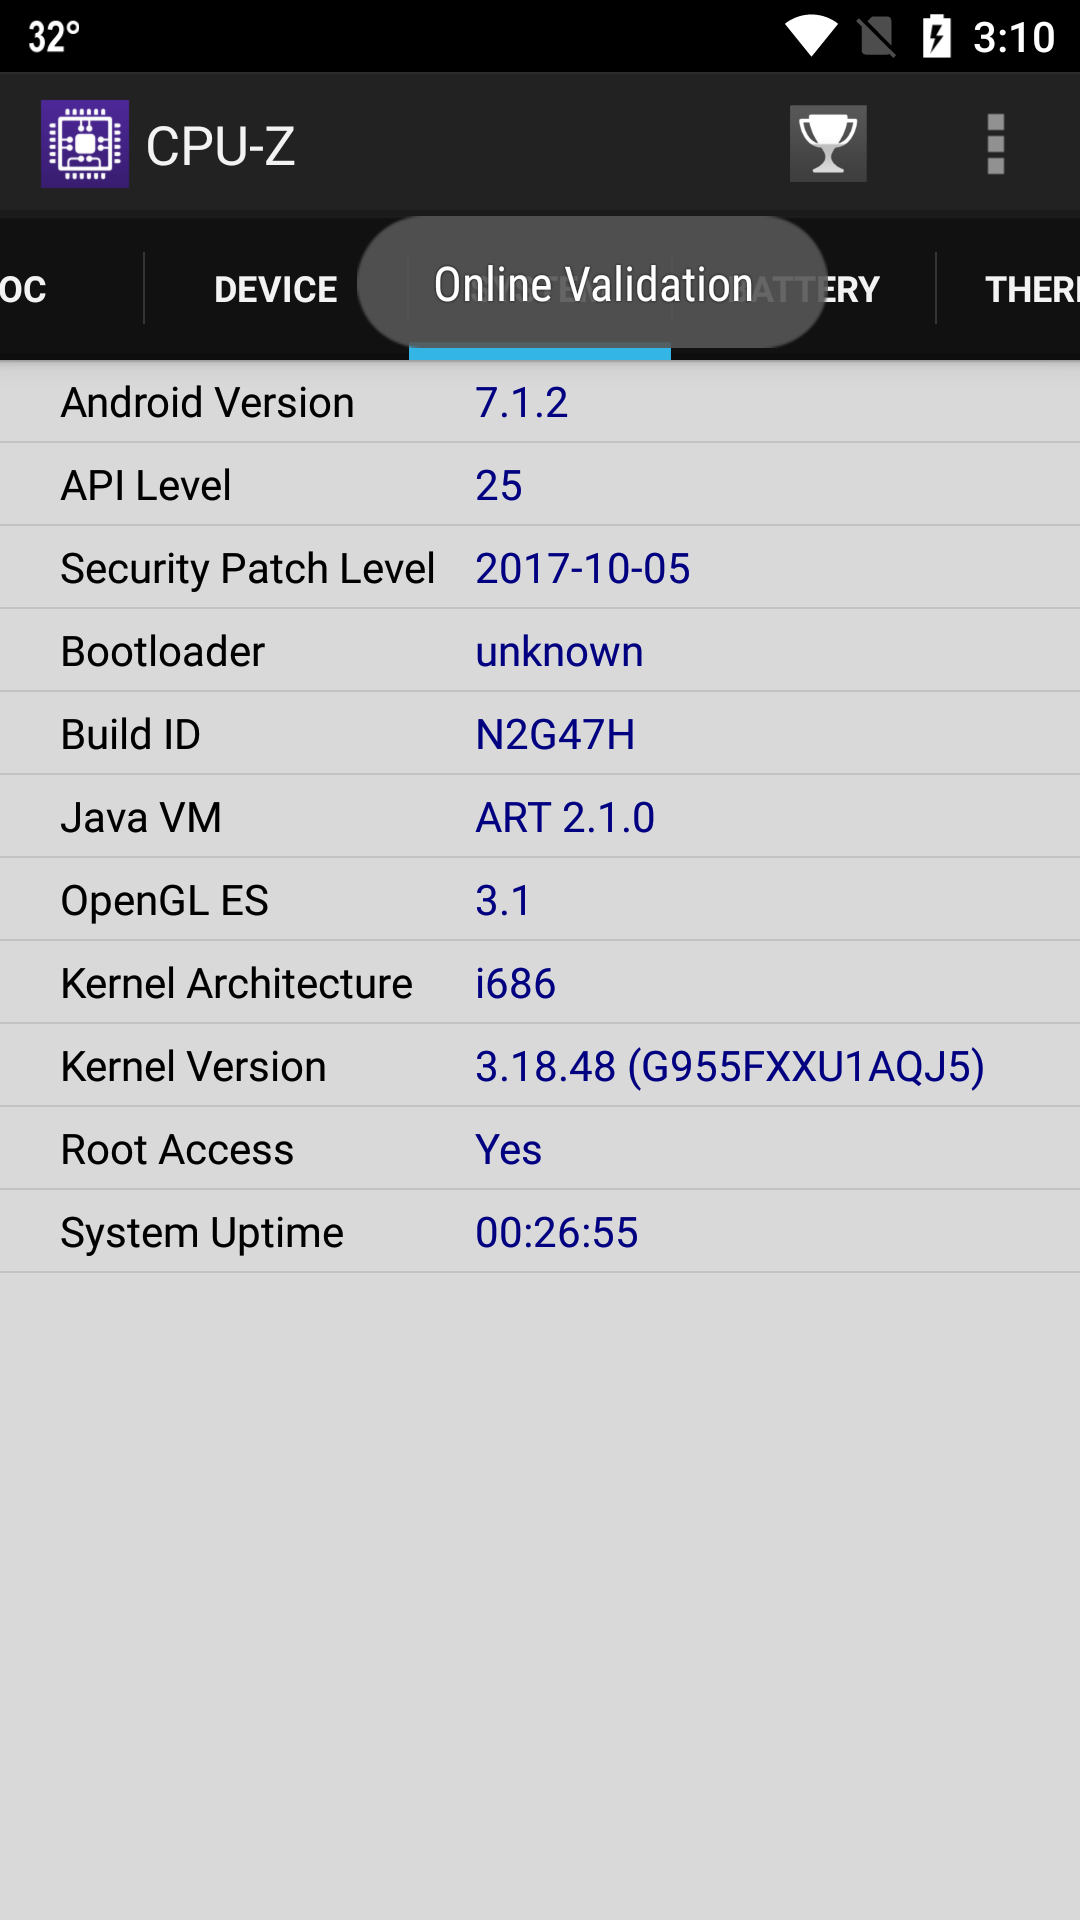 32° 3:10
CPU-Z
OC DEVICE Online Validation BATTERY THER
Android Version 7.1.2
API Level 25
Security Patch Level 2017-10-05
Bootloader unknown
Build ID N2G47H
Java VM ART 2.1.0
OpenGL ES 3.1
Kernel Architecture i686
Kernel Version 3.18.48 (G955FXXU1AQJ5)
Root Access Yes
System Uptime 00:26:55